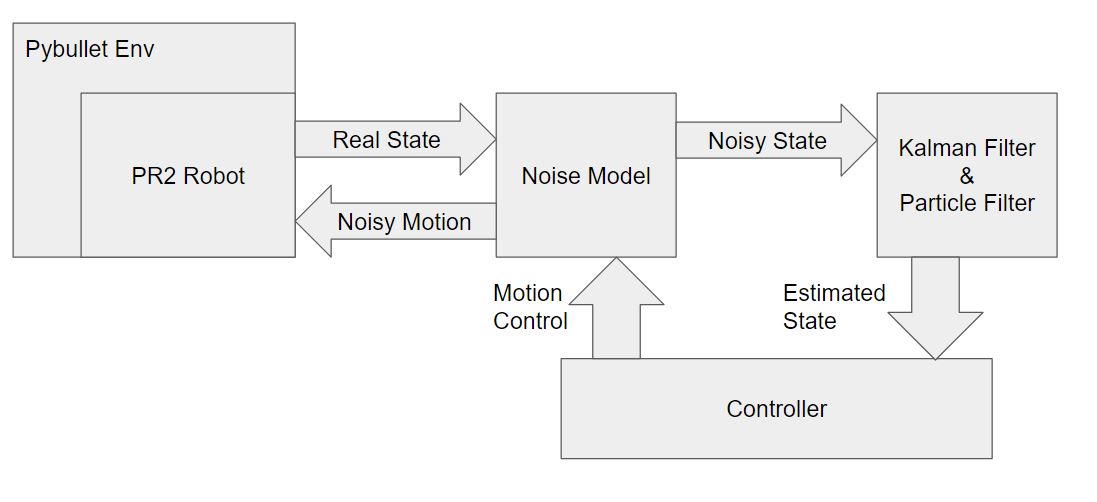 Pybullet Env
PR2 Robot
Real State
Noisy Motion
Noise Model
Noisy State
Kalman Filter
&
Particle Filter
Motion
Control
Estimated
State
Controller